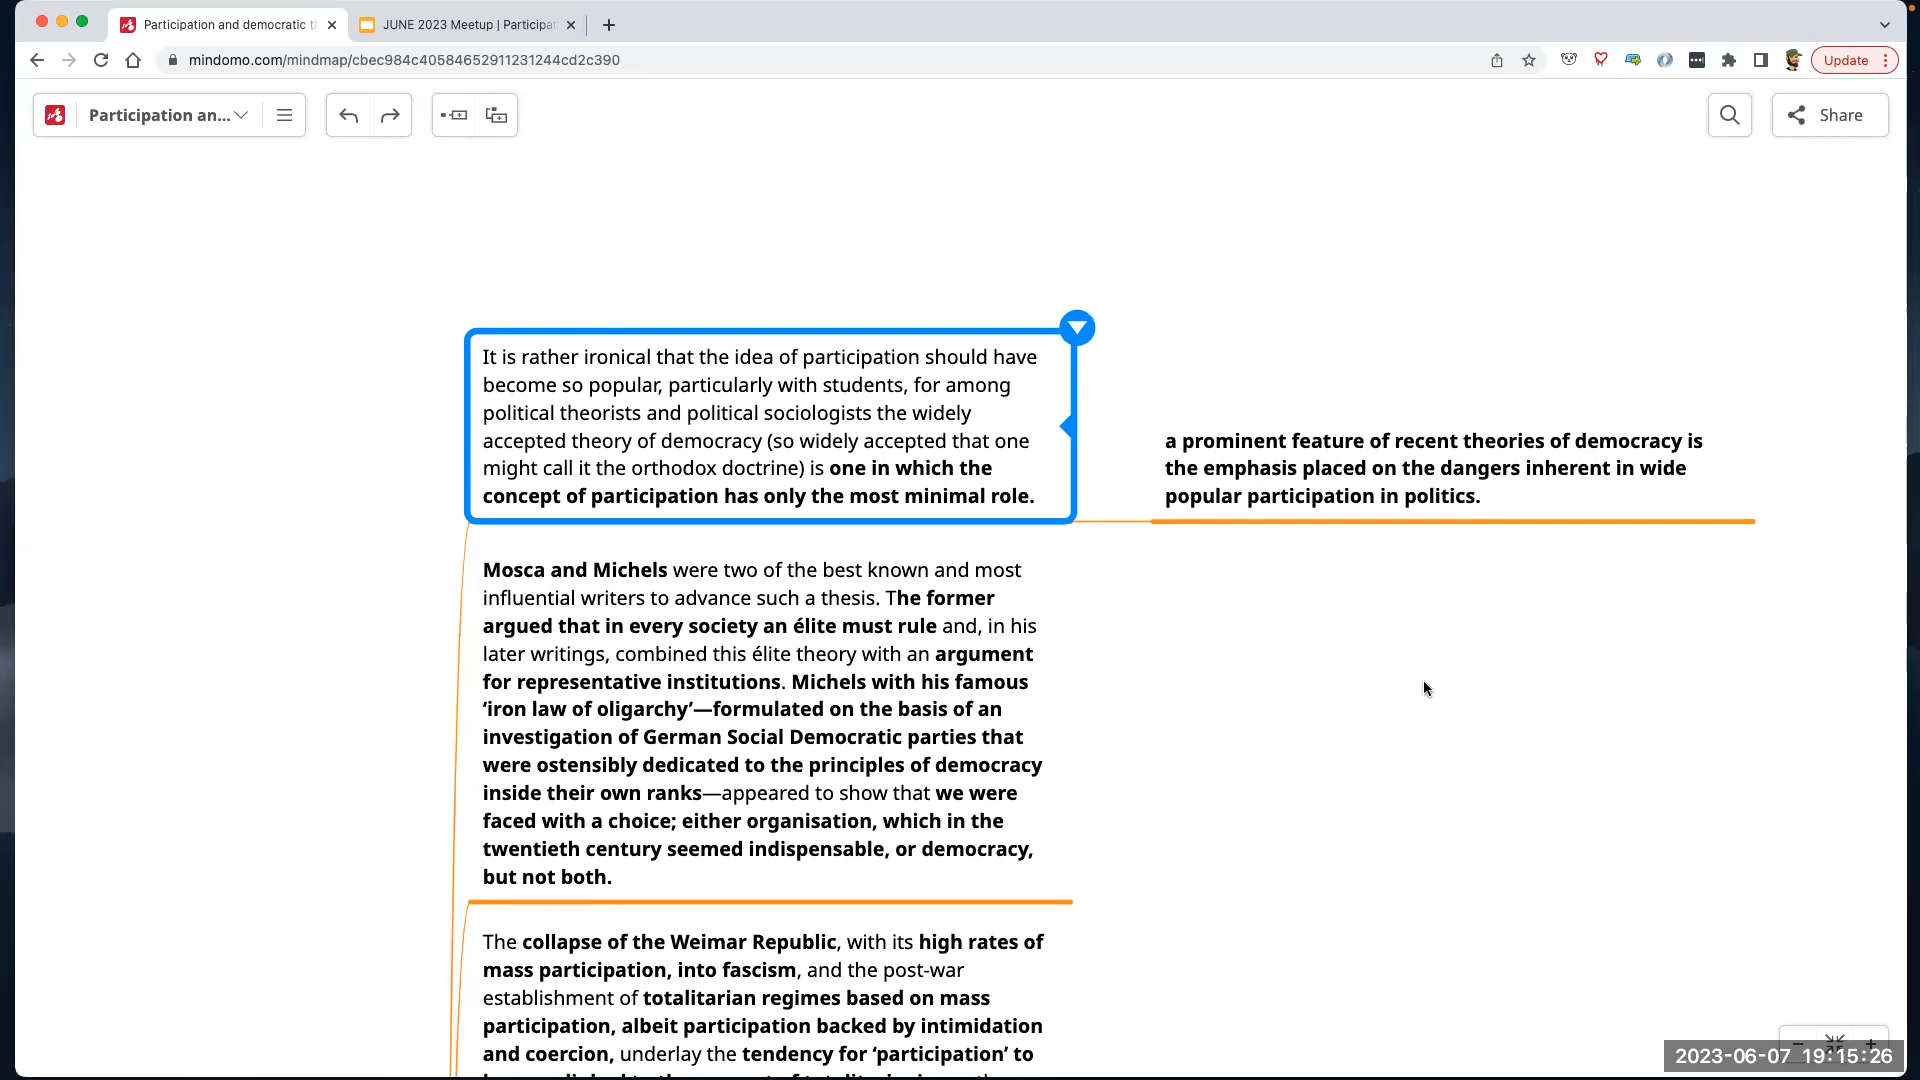 Participation and democratic t
JUNE 2023 Meetup | Participat
mindomo.com/mindmap/cbec984c40584652911231244cd2c390
Update
Participation an...
Share
It is rather ironical that the idea of participation should have
become so popular, particularly with students, for among
political theorists and political sociologists the widely
accepted theory of democracy (so widely accepted that one
might call it the orthodox doctrine) is one in which the
concept of participation has only the most minimal role.
a prominent feature of recent theories of democracy is
the emphasis placed on the dangers inherent in wide
popular participation in politics.
Mosca and Michels were two of the best known and most
influential writers to advance such a thesis. The former
argued that in every society an élite must rule and, in his
later writings, combined this élite theory with an argument
for representative institutions. Michels with his famous
‘iron law of oligarchy’—formulated on the basis of an
investigation of German Social Democratic parties that
were ostensibly dedicated to the principles of democracy
inside their own ranks—appeared to show that we were
faced with a choice; either organisation, which in the
twentieth century seemed indispensable, or democracy,
but not both.
The collapse of the Weimar Republic, with its high rates of
mass participation, into fascism, and the post-war
establishment of totalitarian regimes based on mass
participation, albeit participation backed by intimidation
and coercion, underlay the tendency for ‘participation’ to
2023-06-07 19:15:26